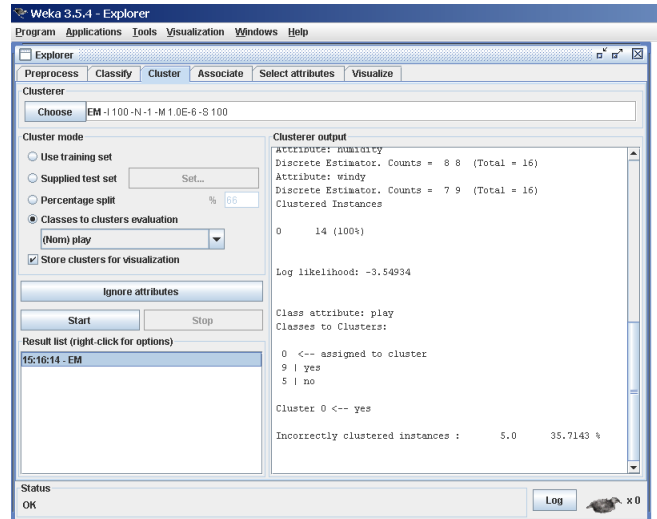 Weka 3.5.4 - Explorer
Program Applications Tools Visualization Windows Help
Explorer
Preprocess Classify Cluster Associate Select attributes Visualize
Clusterer
Choose EM -I 100 -N -1 -M 1.0E-6 -S 100
Cluster mode
Use training set
Supplied test set Set...
Percentage split % 66
Classes to clusters evaluation
(Nom) play
Store clusters for visualization
Ignore attributes
Start Stop
Result list (right-click for options)
15:16:14 - EM
Clusterer output
Attribute: humidity
Discrete Estimator. Counts = 8 8 (Total = 16)
Attribute: windy
Discrete Estimator. Counts = 7 9 (Total = 16)
Clustered Instances
0 14 (100%)
Log likelihood: -3.54934
Class attribute: play
Classes to Clusters:
0 <-- assigned to cluster
9 | yes
5 | no
Cluster 0 <-- yes
Incorrectly clustered instances : 5.0 35.7143 %
Status
OK
Log
x 0